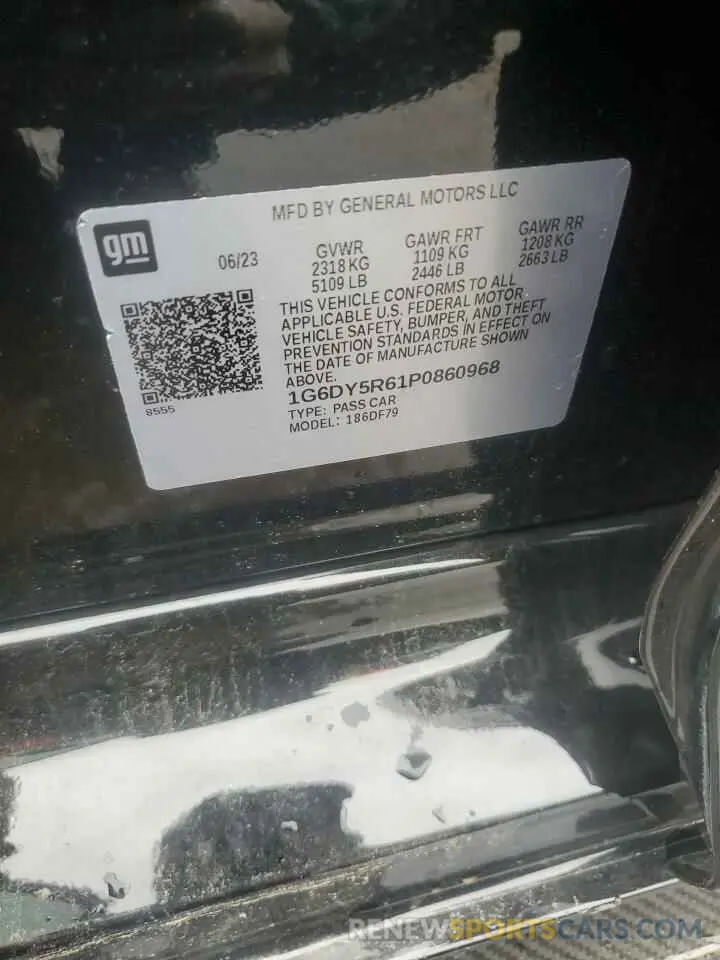 MFD BY GENERAL MOTORS LLC
gm
06/23
GVWR
2318 KG
5109 LB
GAWR FRT
1109 KG
2446 LB
GAWR RR
1208 KG
2663 LB
THIS VEHICLE CONFORMS TO ALL
APPLICABLE U.S. FEDERAL MOTOR
VEHICLE SAFETY, BUMPER, AND THEFT
PREVENTION STANDARDS IN EFFECT ON
THE DATE OF MANUFACTURE SHOWN
ABOVE.
8555
1G6DY5R61P0860968
TYPE: PASS CAR
MODEL: 186DF79
RENEWSPORTSCARS.COM